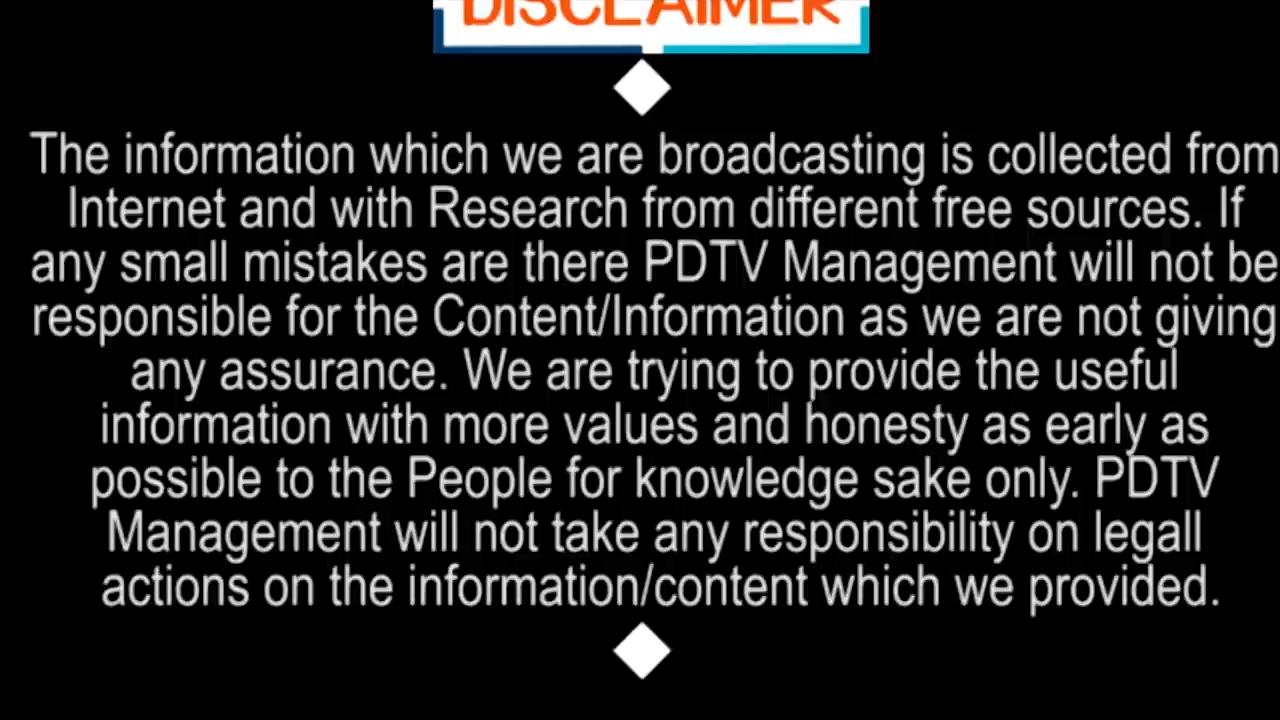 DISCLAIMER
The information which we are broadcasting is collected from
Internet and with Research from different free sources. If
any small mistakes are there PDTV Management will not be
responsible for the Content/Information as we are not giving
any assurance. We are trying to provide the useful
information with more values and honesty as early as
possible to the People for knowledge sake only. PDTV
Management will not take any responsibility on legall
actions on the information/content which we provided.